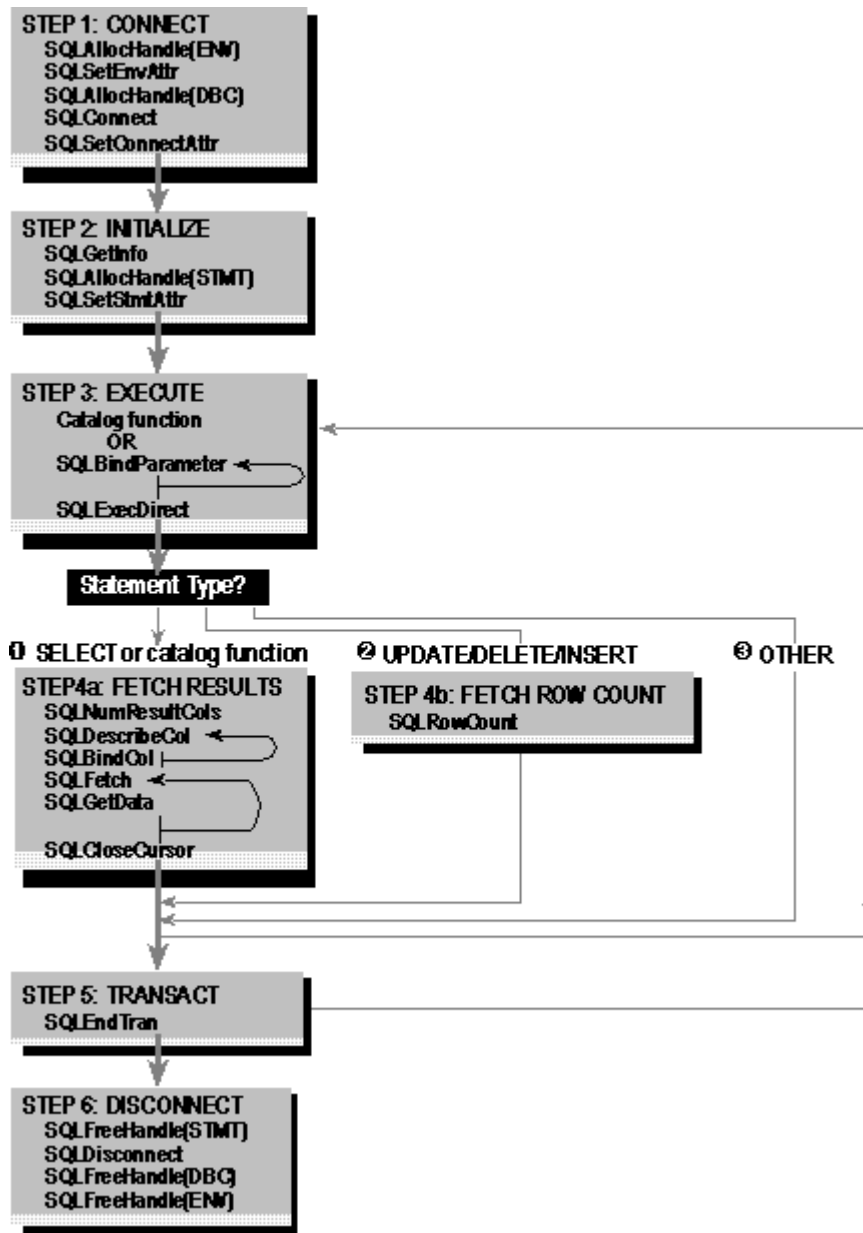 STEP 1: CONNECT
SQLAllocHandle(ENV)
SQLSetEnvAttr
SQLAllocHandle(DBC)
SQLConnect
SQLSetConnectAttr
STEP 2: INITIALIZE
SQLGetInfo
SQLAllocHandle(STMT)
SQLSetStmtAttr
STEP 3: EXECUTE
Catalog function
OR
SQLBindParameter
SQLExecDirect
Statement Type?
❶ SELECT or catalog function
STEP4a: FETCH RESULTS
SQLNumResultCols
SQLDescribeCol
SQLBindCol
SQLFetch
SQLGetData
SQLCloseCursor
❷ UPDATE/DELETE/INSERT
STEP 4b: FETCH ROW COUNT
SQLRowCount
❸ OTHER
STEP 5: TRANSACT
SQLEndTran
STEP 6: DISCONNECT
SQLFreeHandle(STMT)
SQLDisconnect
SQLFreeHandle(DBC)
SQLFreeHandle(ENV)